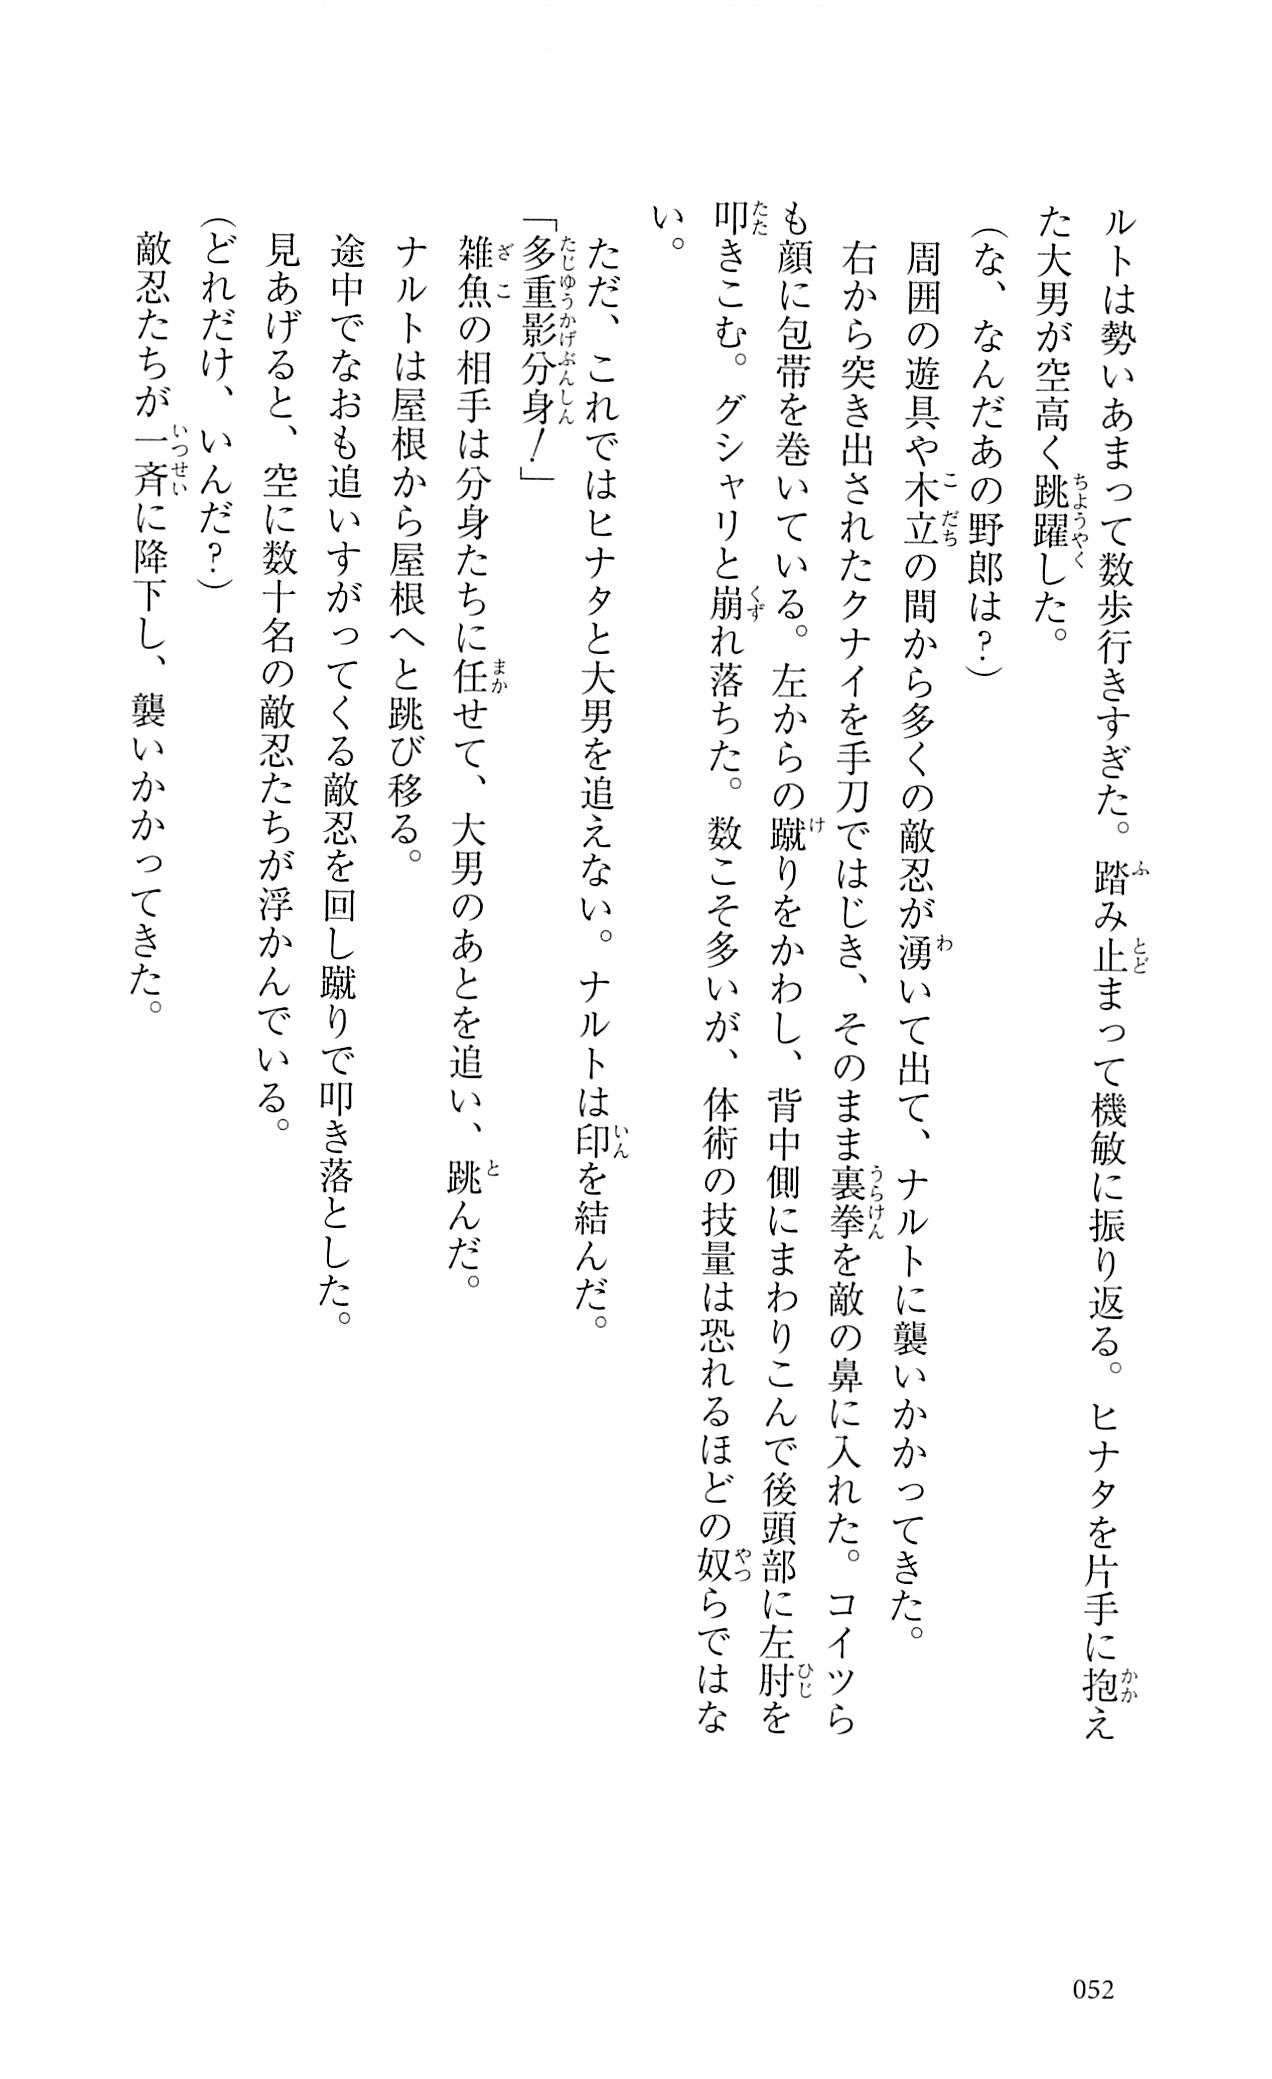 ルトは勢いあまって数歩行きすぎた。踏み止まって機敏に振り返る。ヒナタを片手に抱え
た大男が空高く跳躍した。
（な、なんだあの野郎は？）
周囲の遊具や木立の間から多くの敵忍が湧いて出て、ナルトに襲いかかってきた。
右から突き出されたクナイを手刀ではじき、そのまま裏拳を敵の鼻に入れた。コイツら
も顔に包帯を巻いている。左からの蹴りをかわし、背中側にまわりこんで後頭部に左肘を
叩きこむ。グシャリと崩れ落ちた。数こそ多いが、体術の技量は恐れるほどの奴らではな
い。
ただ、これではヒナタと大男を追えない。ナルトは印を結んだ。
「多重影分身！」
雑魚の相手は分身たちに任せて、大男のあとを追い、跳んだ。
ナルトは屋根から屋根へと跳び移る。
途中でなおも追いすがってくる敵忍を回し蹴りで叩き落とした。
見あげると、空に数十名の敵忍たちが浮かんでいる。
（どれだけ、いんだ？）
敵忍たちが一斉に降下し、襲いかかってきた。
052